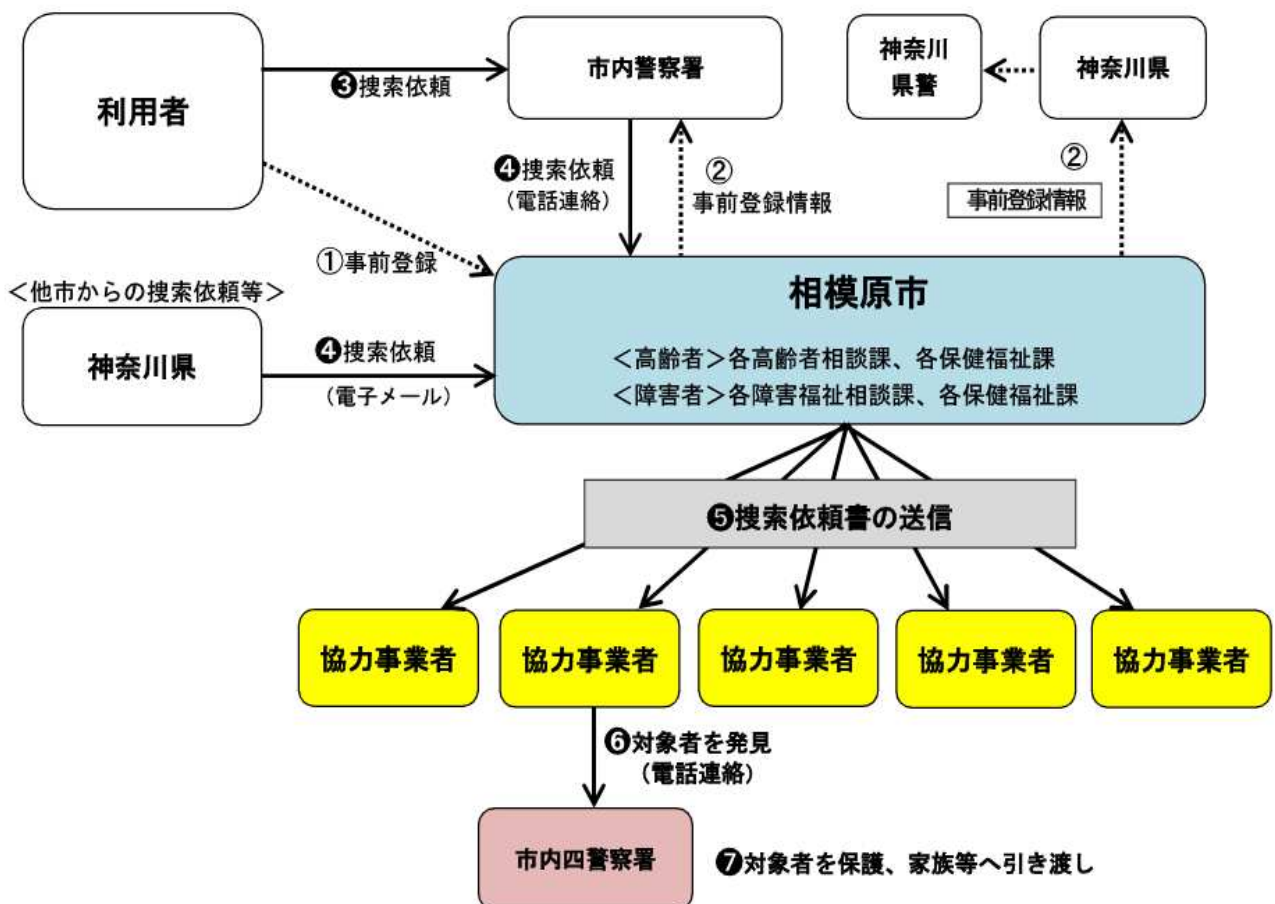 利用者
❸捜索依頼
市内警察署
神奈川
県警
神奈川県
❹捜索依頼
(電話連絡)
②
事前登録情報
②
事前登録情報
①事前登録
<他市からの捜索依頼等>
神奈川県
❹捜索依頼
(電子メール)
相模原市
<高齢者>各高齢者相談課、各保健福祉課
<障害者>各障害福祉相談課、各保健福祉課
❺捜索依頼書の送信
協力事業者
協力事業者
協力事業者
協力事業者
協力事業者
❻対象者を発見
(電話連絡)
市内四警察署
❼対象者を保護、家族等へ引き渡し